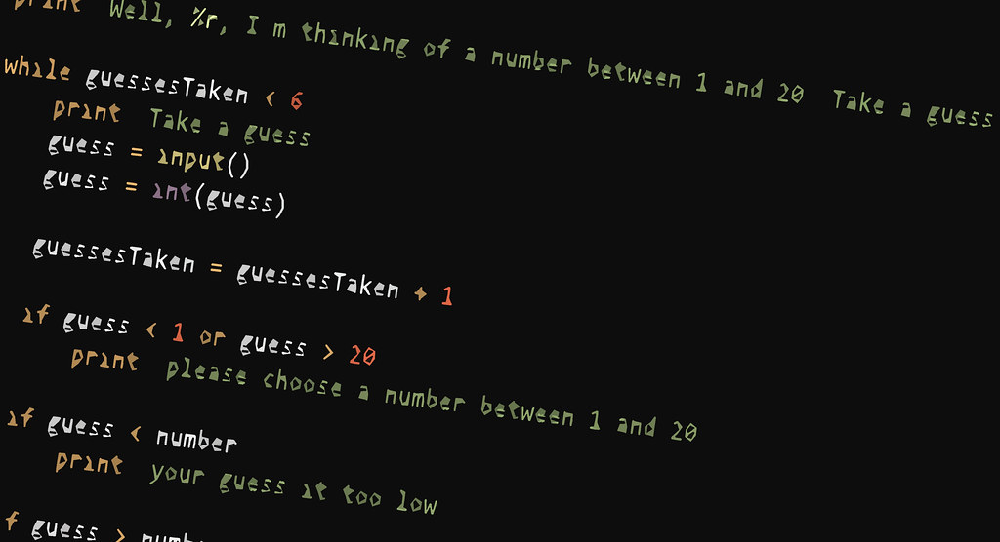 print Well, %r, I m thinking of a number between 1 and 20 Take a guess
while guessesTaken < 6
print Take a guess
guess = input()
guess = int(guess)
guessesTaken = guessesTaken + 1
if guess < 1 or guess > 20
print please choose a number between 1 and 20
if guess < number
print your guess it too low
f guess > numb